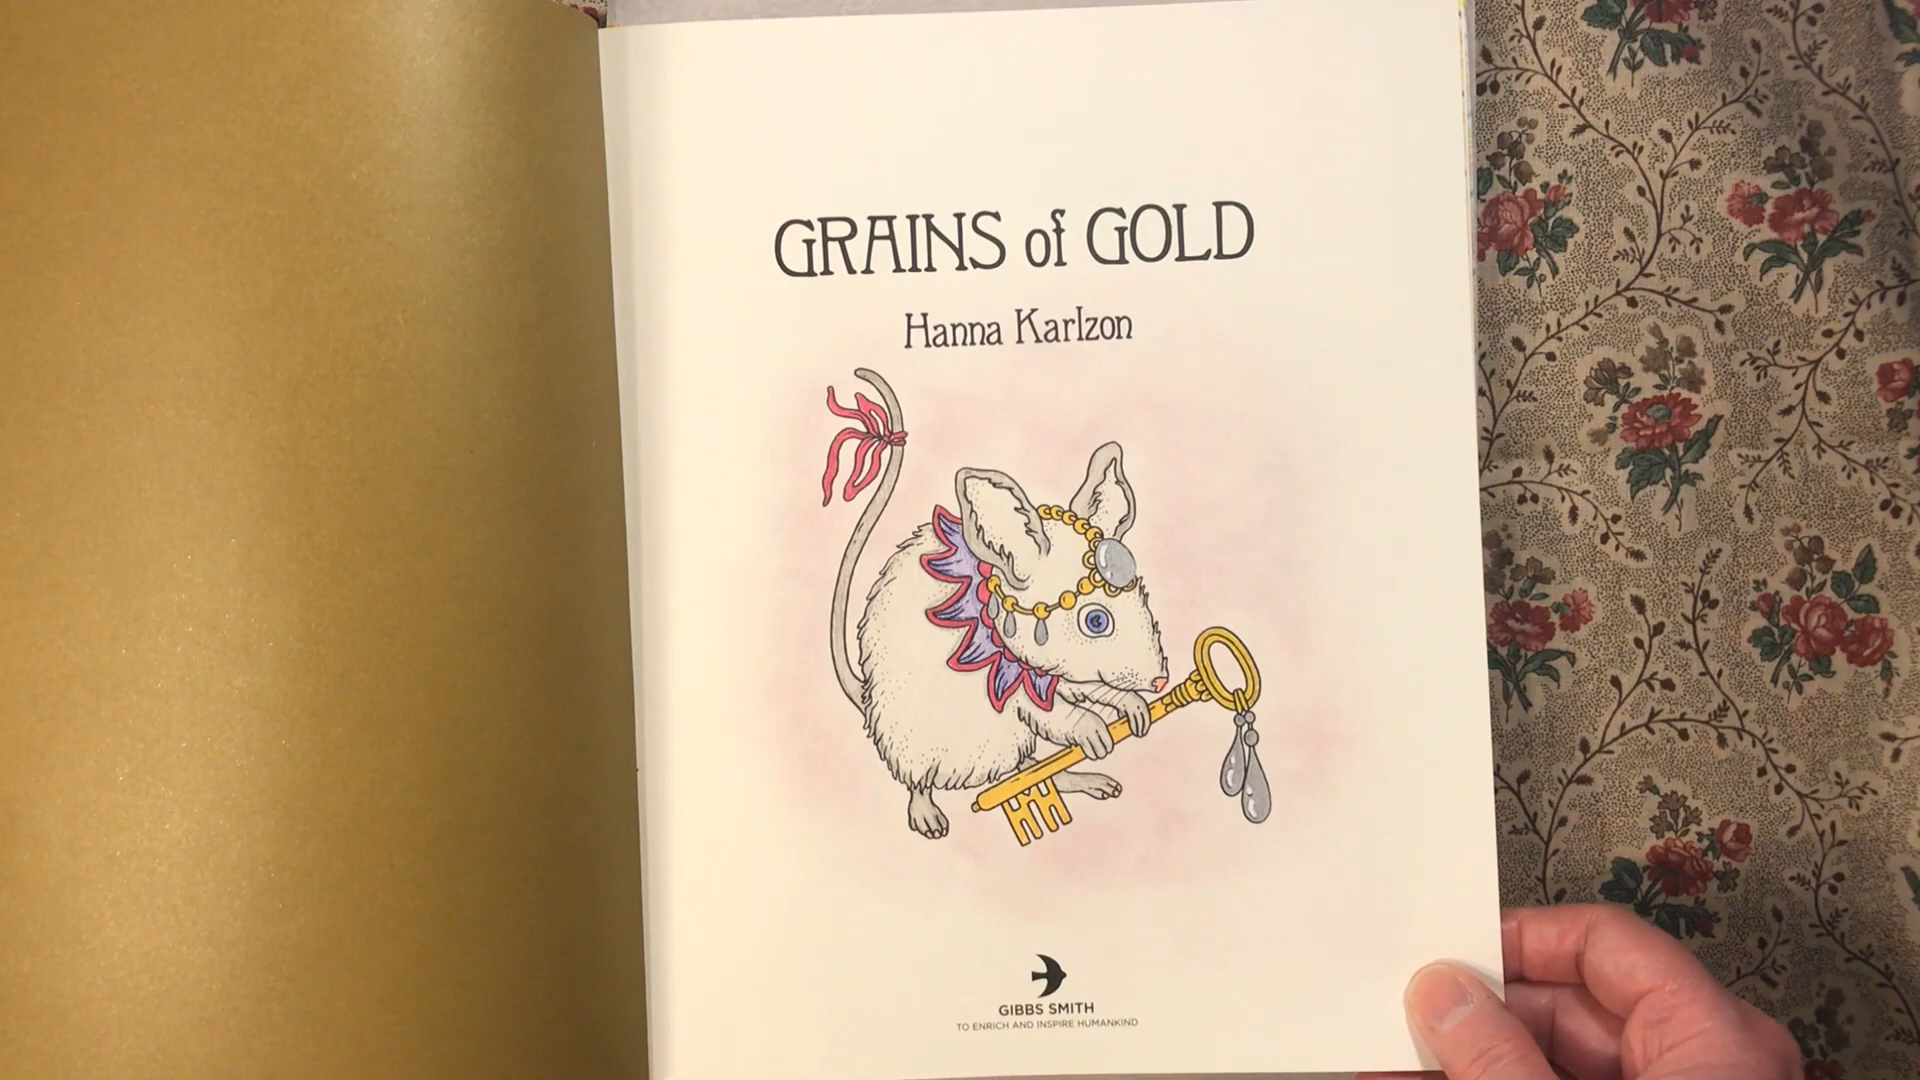 GRAINS of GOLD
Hanna Karlzon
GIBBS SMITH
TO ENRICH AND INSPIRE HUMANKIND